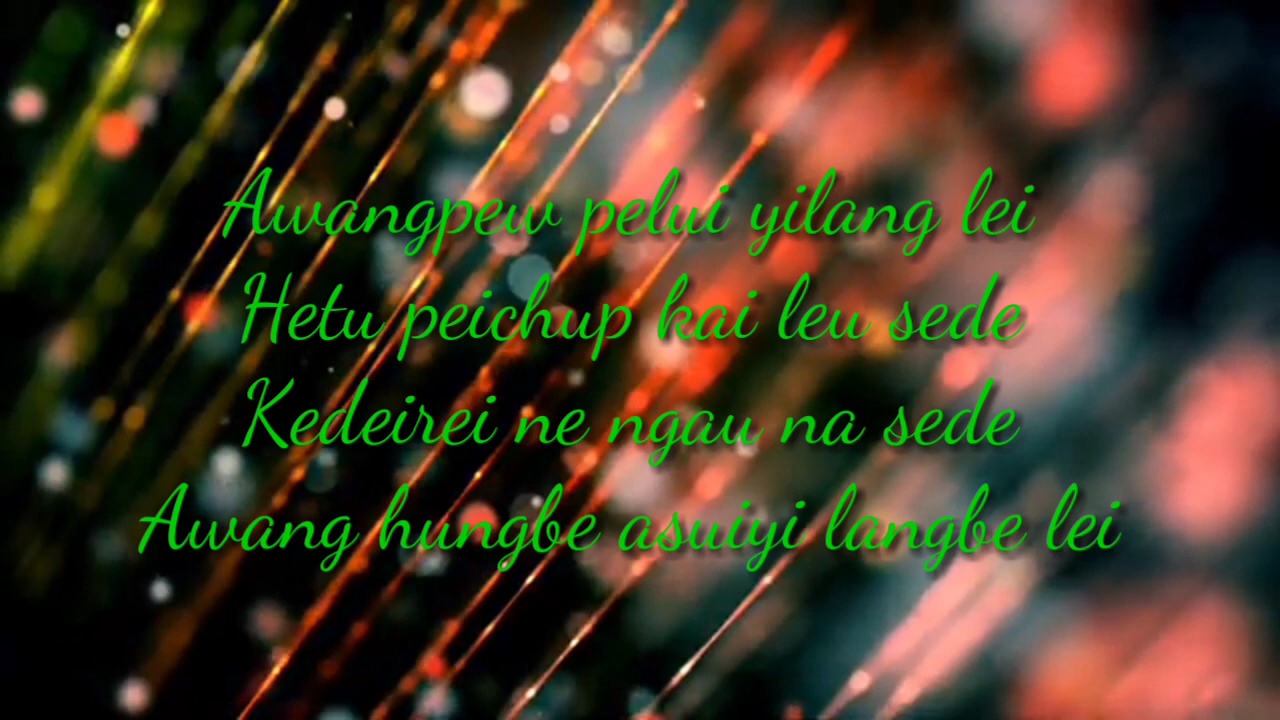 Awangpew pelui yilang lei
Hetu peichup kai leu sede
Kedeirei ne ngau na sede
Awang hungbe asuiyi langbe lei